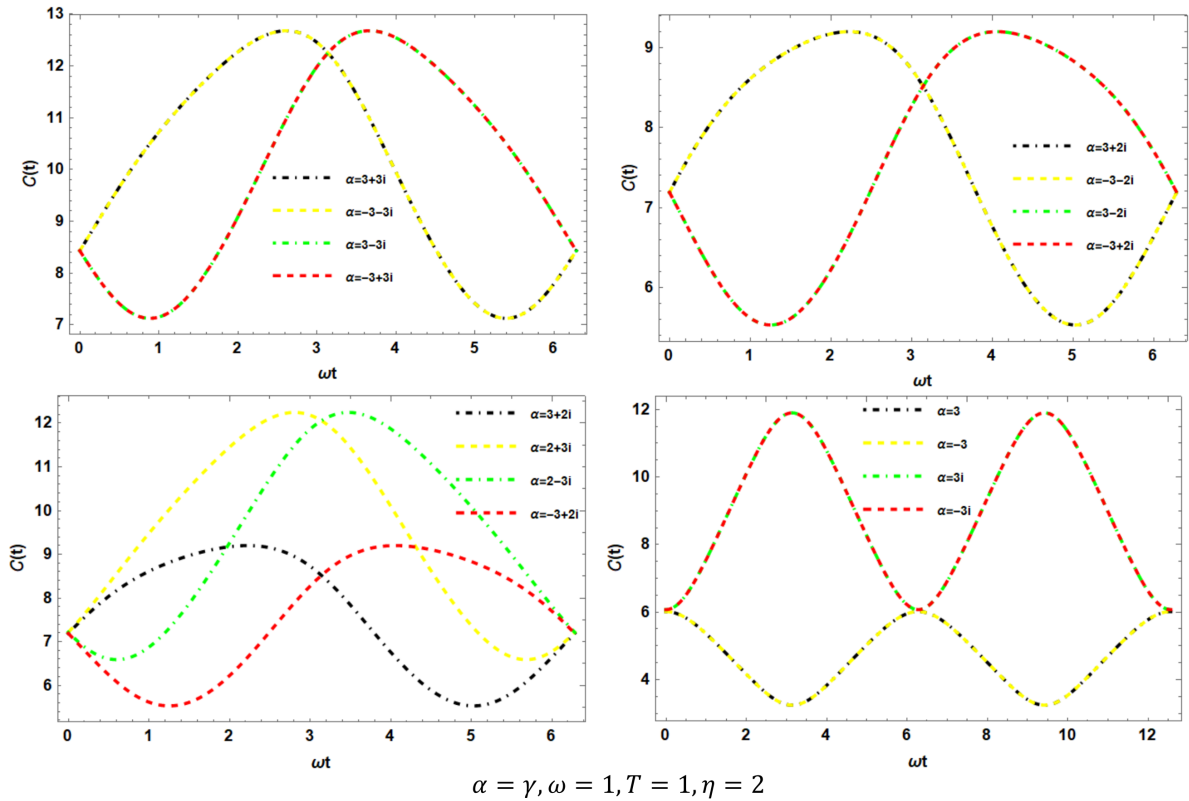 13
12
11
10
9
8
7
C(t)
α=3+3i
α=-3-3i
α=3-3i
α=-3+3i
0 1 2 3 4 5 6
ωt
9
8
7
6
C(t)
α=3+2i
α=-3-2i
α=3-2i
α=-3+2i
0 1 2 3 4 5 6
ωt
12
11
10
9
8
7
6
C(t)
α=3+2i
α=2+3i
α=2-3i
α=-3+2i
0 1 2 3 4 5 6
ωt
12
10
8
6
4
C(t)
α=3
α=-3
α=3i
α=-3i
0 2 4 6 8 10 12
ωt
α = γ, ω = 1, T = 1, η = 2